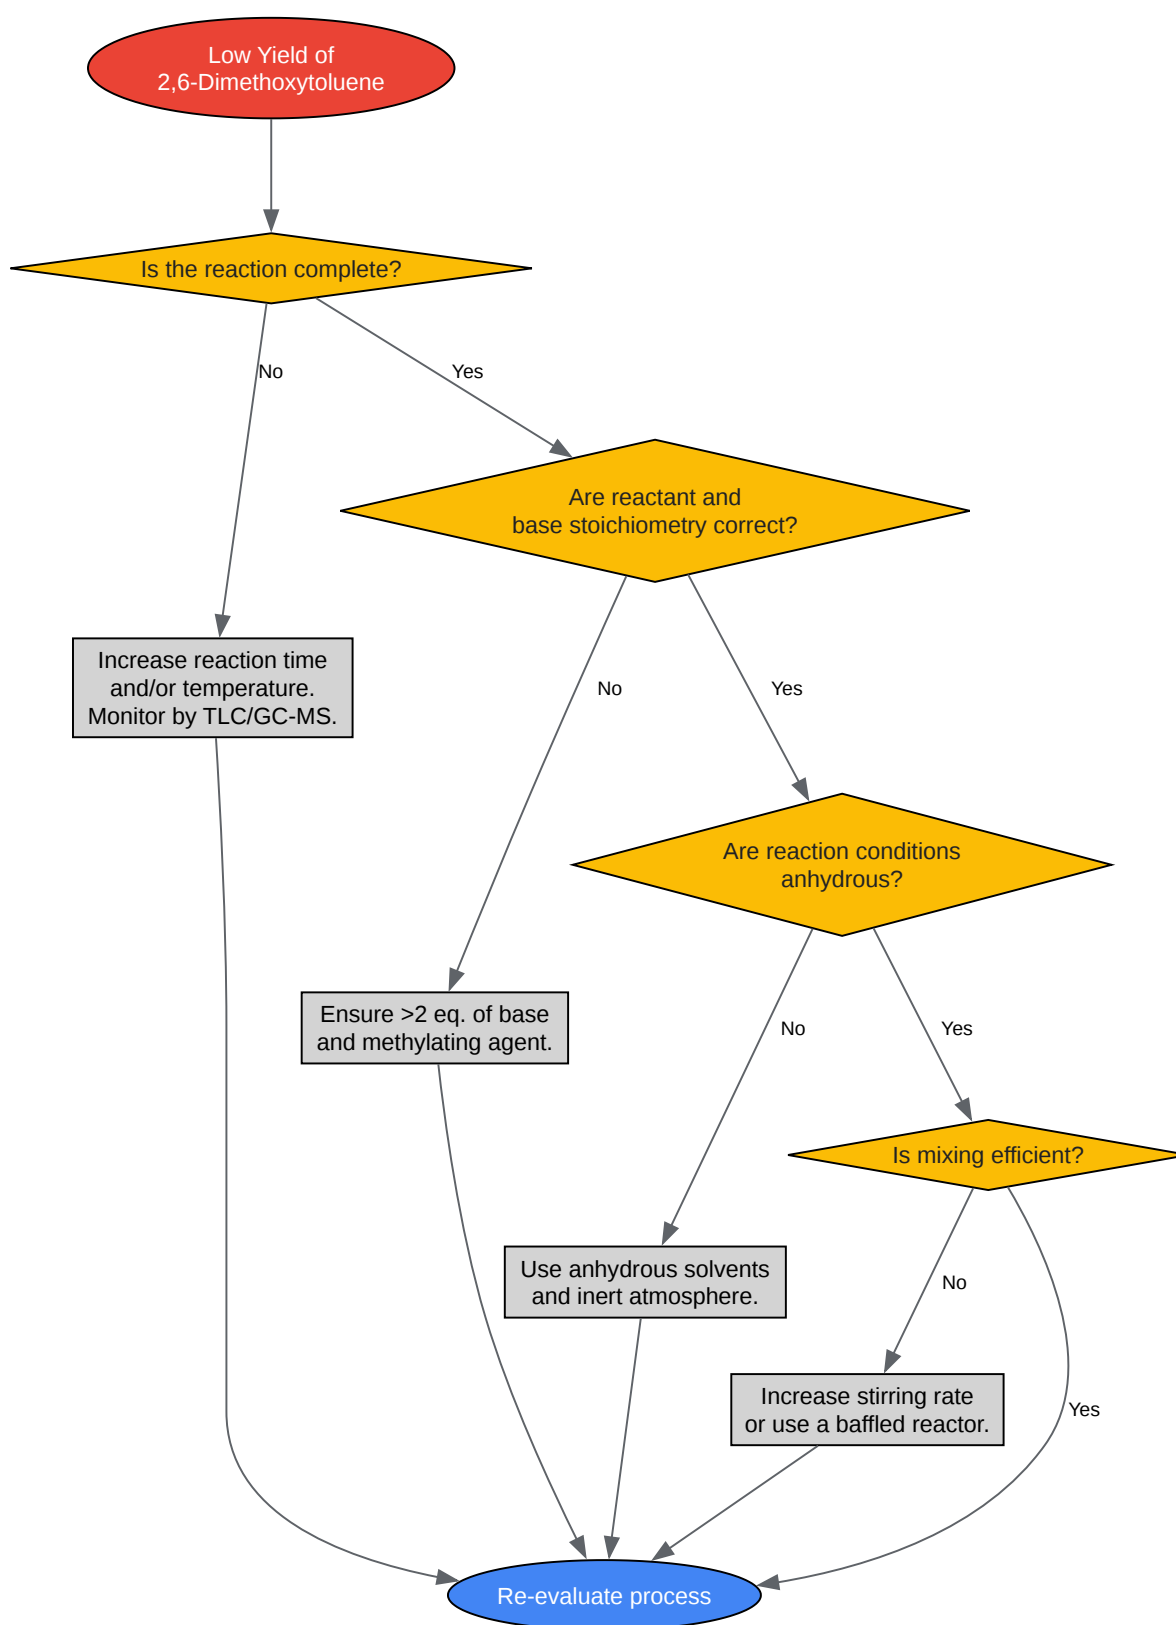 Low Yield of
2,6-Dimethoxytoluene
Is the reaction complete?
No
Yes
Are reactant and
base stoichiometry correct?
Increase reaction time
and/or temperature.
Monitor by TLC/GC-MS.
No
Yes
Are reaction conditions
anhydrous?
Ensure >2 eq. of base
and methylating agent.
No
Yes
Is mixing efficient?
Use anhydrous solvents
and inert atmosphere.
No
Increase stirring rate
or use a baffled reactor.
Yes
Re-evaluate process